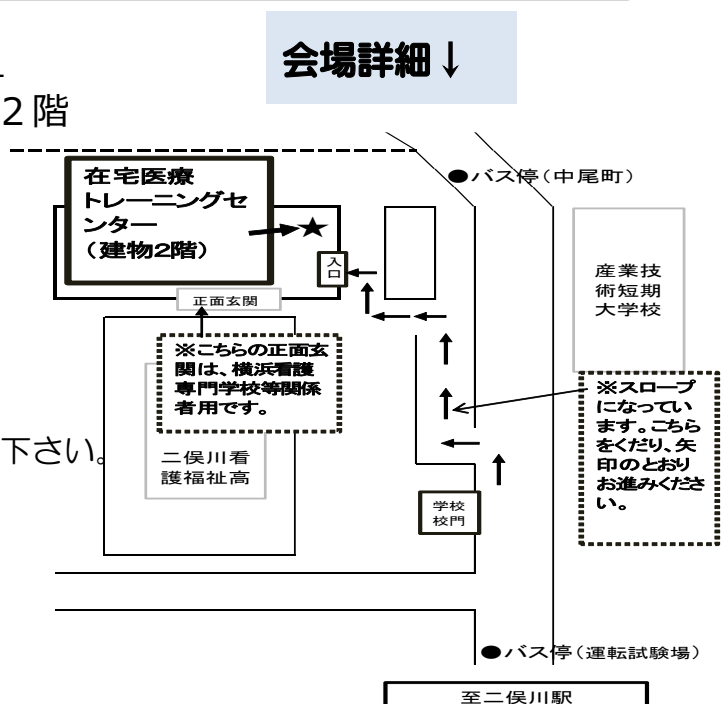 会場詳細↓
２階
●バス停（中尾町）
在宅医療
トレーニングセ
ンター
（建物2階）
★
入口
正面玄関
産業技
術短期
大学校
※こちらの正面玄
関は、横浜看護
専門学校等関係
者用です。
※スロープ
になってい
ます。こちら
をくだり、矢
印のとおり
お進みくださ
い。
下さい。
二俣川看
護福祉高
学校
校門
●バス停（運転試験場）
至二俣川駅